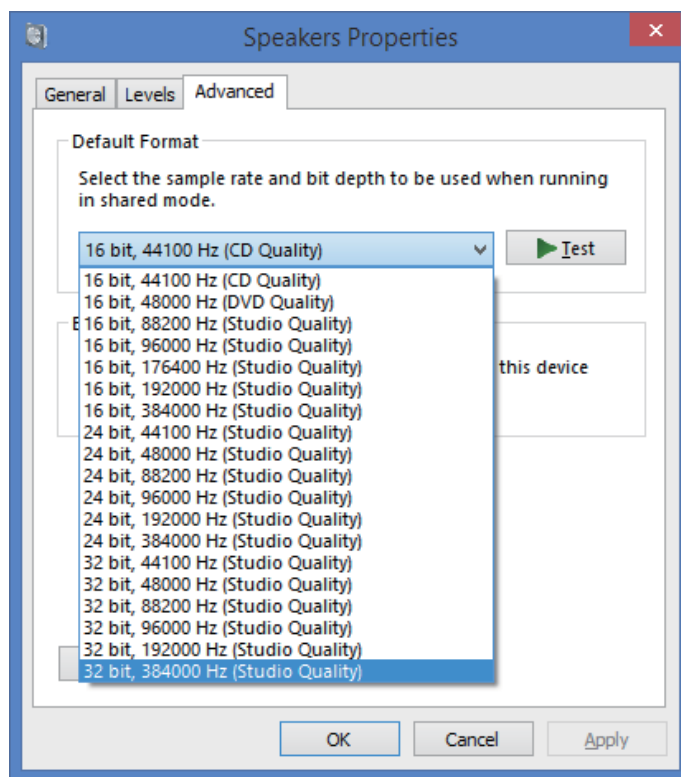 Speakers Properties
General Levels Advanced
Default Format
Select the sample rate and bit depth to be used when running
in shared mode.
16 bit, 44100 Hz (CD Quality)
Test
16 bit, 44100 Hz (CD Quality)
16 bit, 48000 Hz (DVD Quality)
16 bit, 88200 Hz (Studio Quality)
16 bit, 96000 Hz (Studio Quality)
16 bit, 176400 Hz (Studio Quality)
this device
16 bit, 192000 Hz (Studio Quality)
16 bit, 384000 Hz (Studio Quality)
24 bit, 44100 Hz (Studio Quality)
24 bit, 48000 Hz (Studio Quality)
24 bit, 88200 Hz (Studio Quality)
24 bit, 96000 Hz (Studio Quality)
24 bit, 192000 Hz (Studio Quality)
24 bit, 384000 Hz (Studio Quality)
32 bit, 44100 Hz (Studio Quality)
32 bit, 48000 Hz (Studio Quality)
32 bit, 88200 Hz (Studio Quality)
32 bit, 96000 Hz (Studio Quality)
32 bit, 192000 Hz (Studio Quality)
32 bit, 384000 Hz (Studio Quality)
OK Cancel Apply